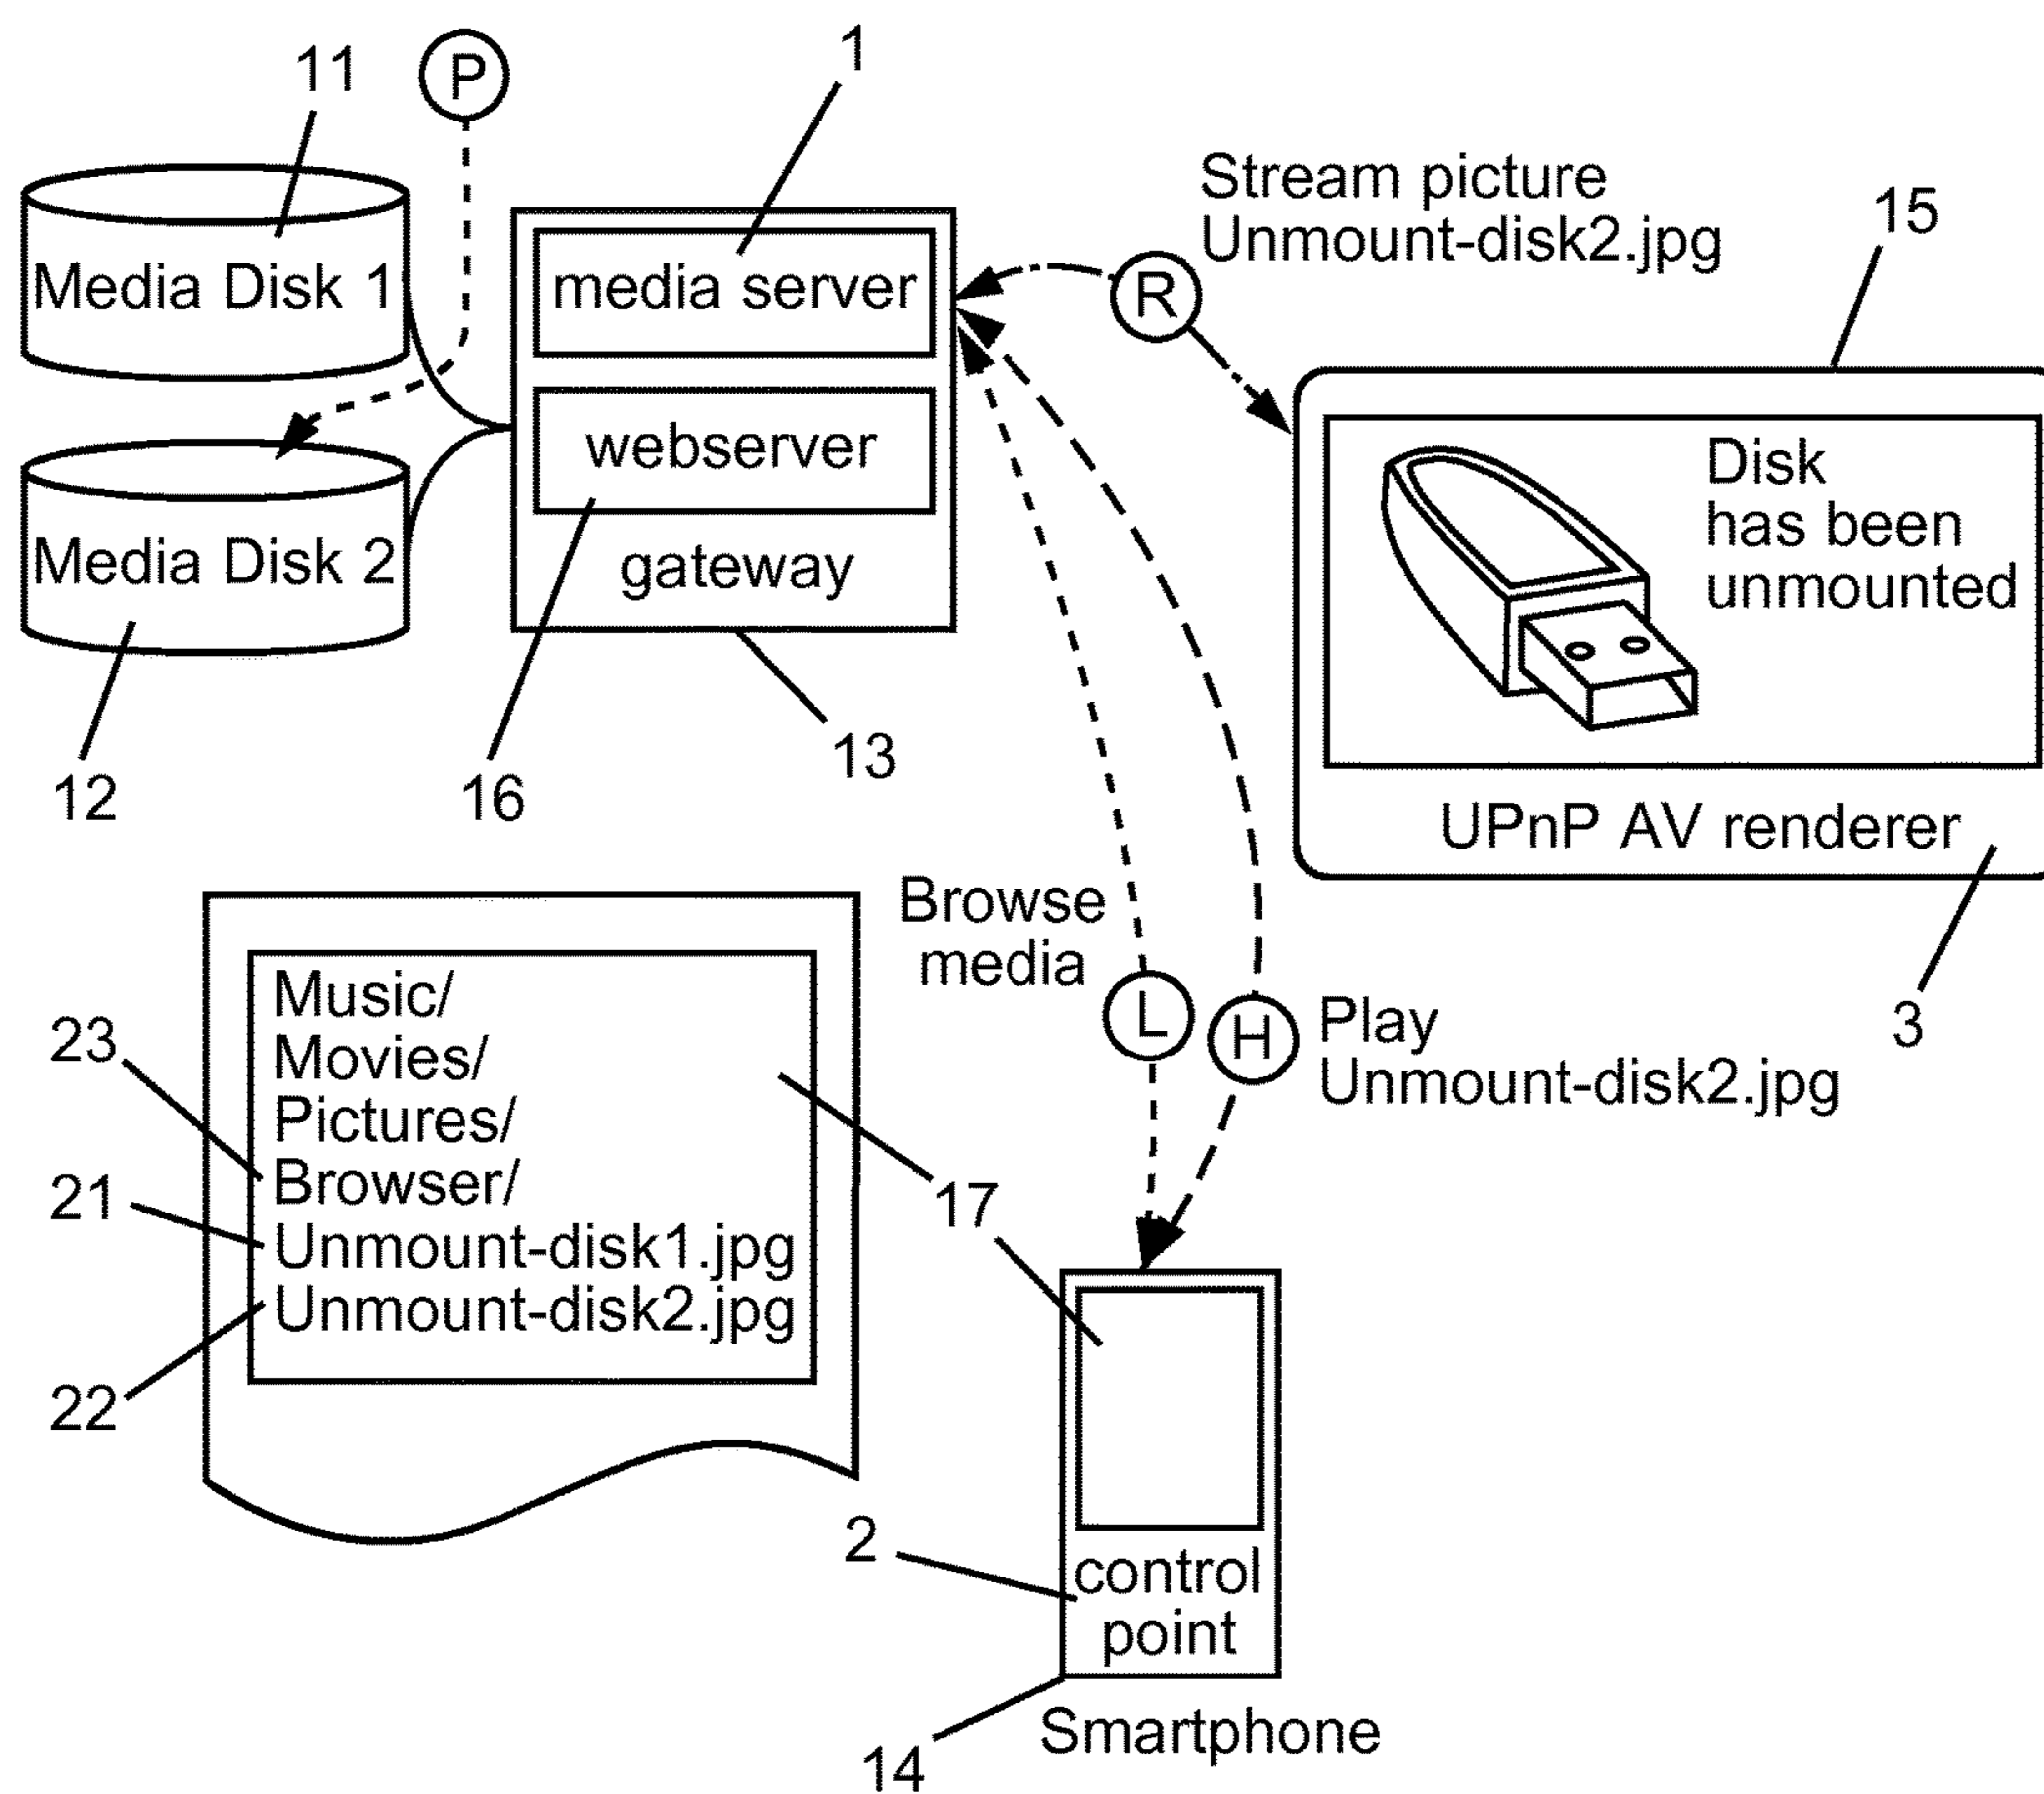 11
P
1
Media Disk 1
media server
Stream picture
Unmount-disk2.jpg
R
15
webserver
Media Disk 2
gateway
12
16
13
Disk
has been
unmounted
UPnP AV renderer
3
Browse
media
L
H
Play
Unmount-disk2.jpg
Music/
Movies/
Pictures/
Browser/
Unmount-disk1.jpg
Unmount-disk2.jpg
23
21
22
17
2
control
point
14
Smartphone